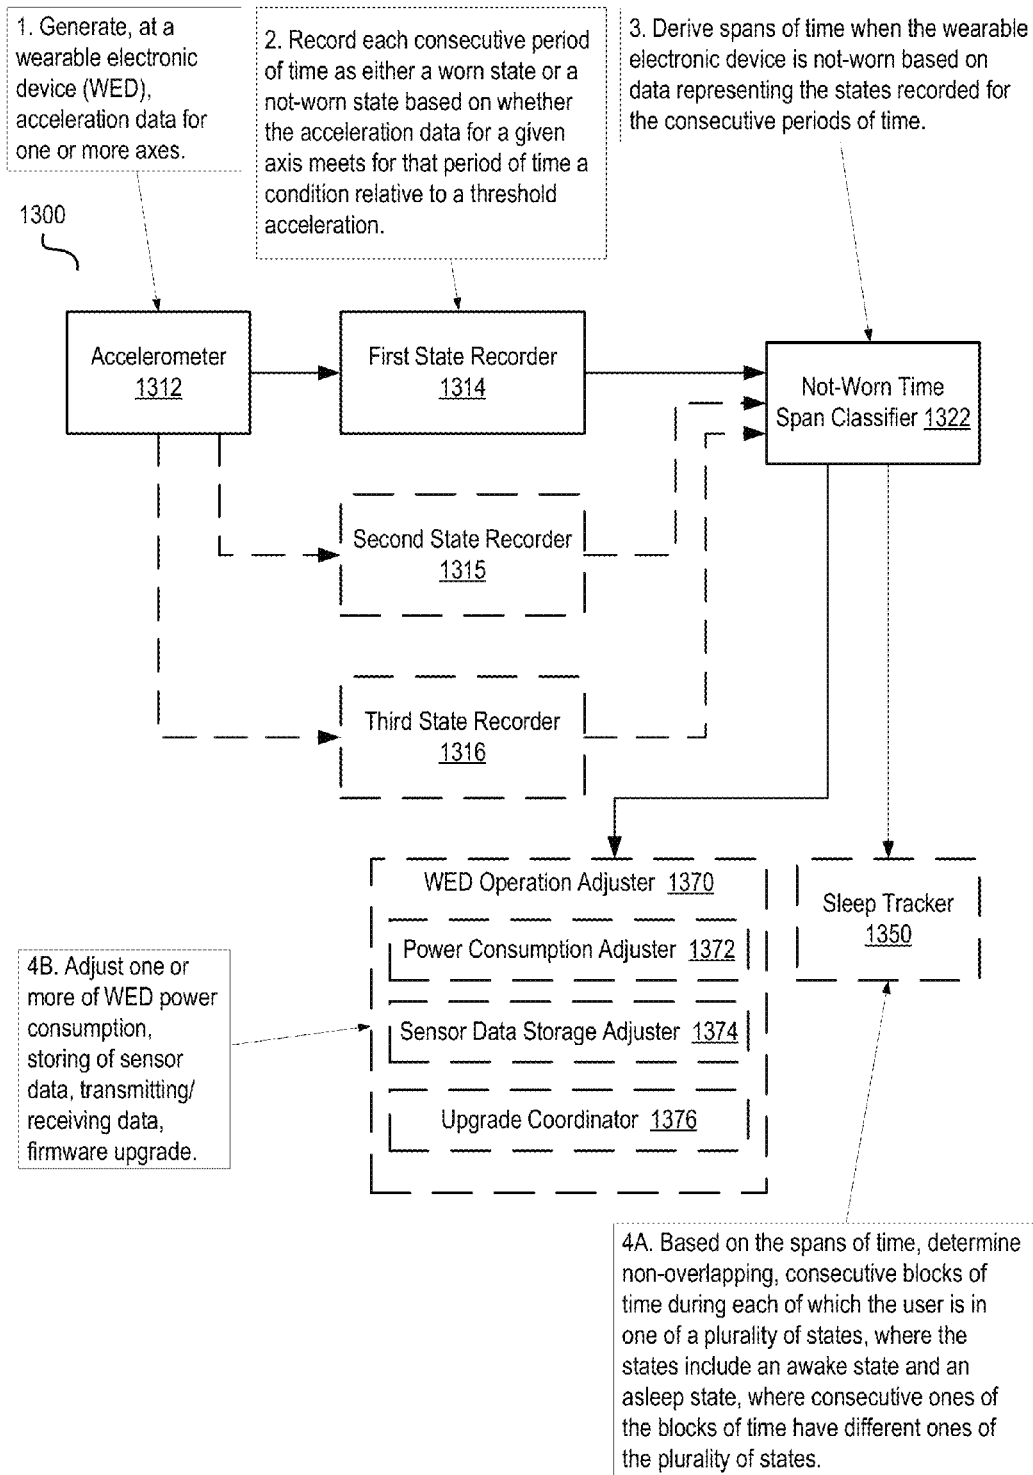 1. Generate, at a
wearable electronic
device (WED),
acceleration data for
one or more axes.
2. Record each consecutive period
of time as either a worn state or a
not-worn state based on whether
the acceleration data for a given
axis meets for that period of time a
condition relative to a threshold
acceleration.
3. Derive spans of time when the wearable
electronic device is not-worn based on
data representing the states recorded for
the consecutive periods of time.
1300
Accelerometer
1312
First State Recorder
1314
Not-Worn Time
Span Classifier 1322
Second State Recorder
1315
Third State Recorder
1316
WED Operation Adjuster 1370
Power Consumption Adjuster 1372
Sensor Data Storage Adjuster 1374
Upgrade Coordinator 1376
Sleep Tracker
1350
4B. Adjust one or
more of WED power
consumption,
storing of sensor
data, transmitting/
receiving data,
firmware upgrade.
4A. Based on the spans of time, determine
non-overlapping, consecutive blocks of
time during each of which the user is in
one of a plurality of states, where the
states include an awake state and an
asleep state, where consecutive ones of
the blocks of time have different ones of
the plurality of states.